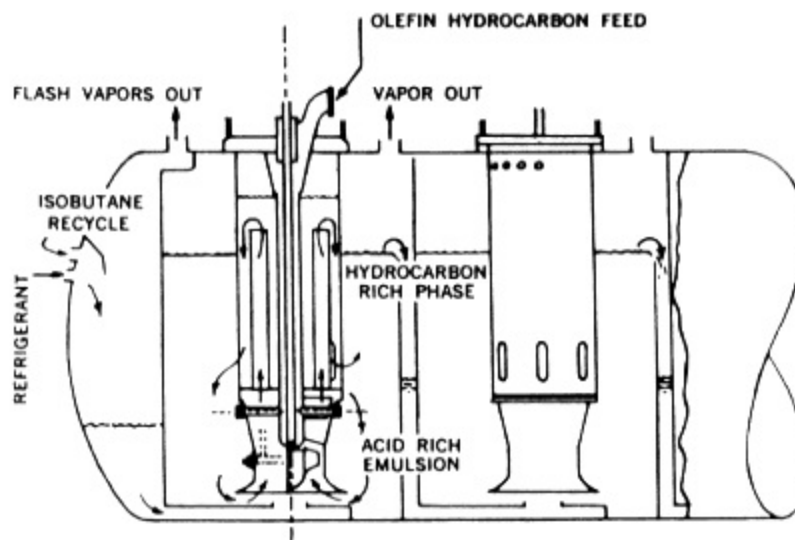 OLEFIN HYDROCARBON FEED
FLASH VAPORS OUT
VAPOR OUT
ISOBUTANE
RECYCLE
REFRIGERANT
HYDROCARBON
RICH PHASE
ACID RICH
EMULSION